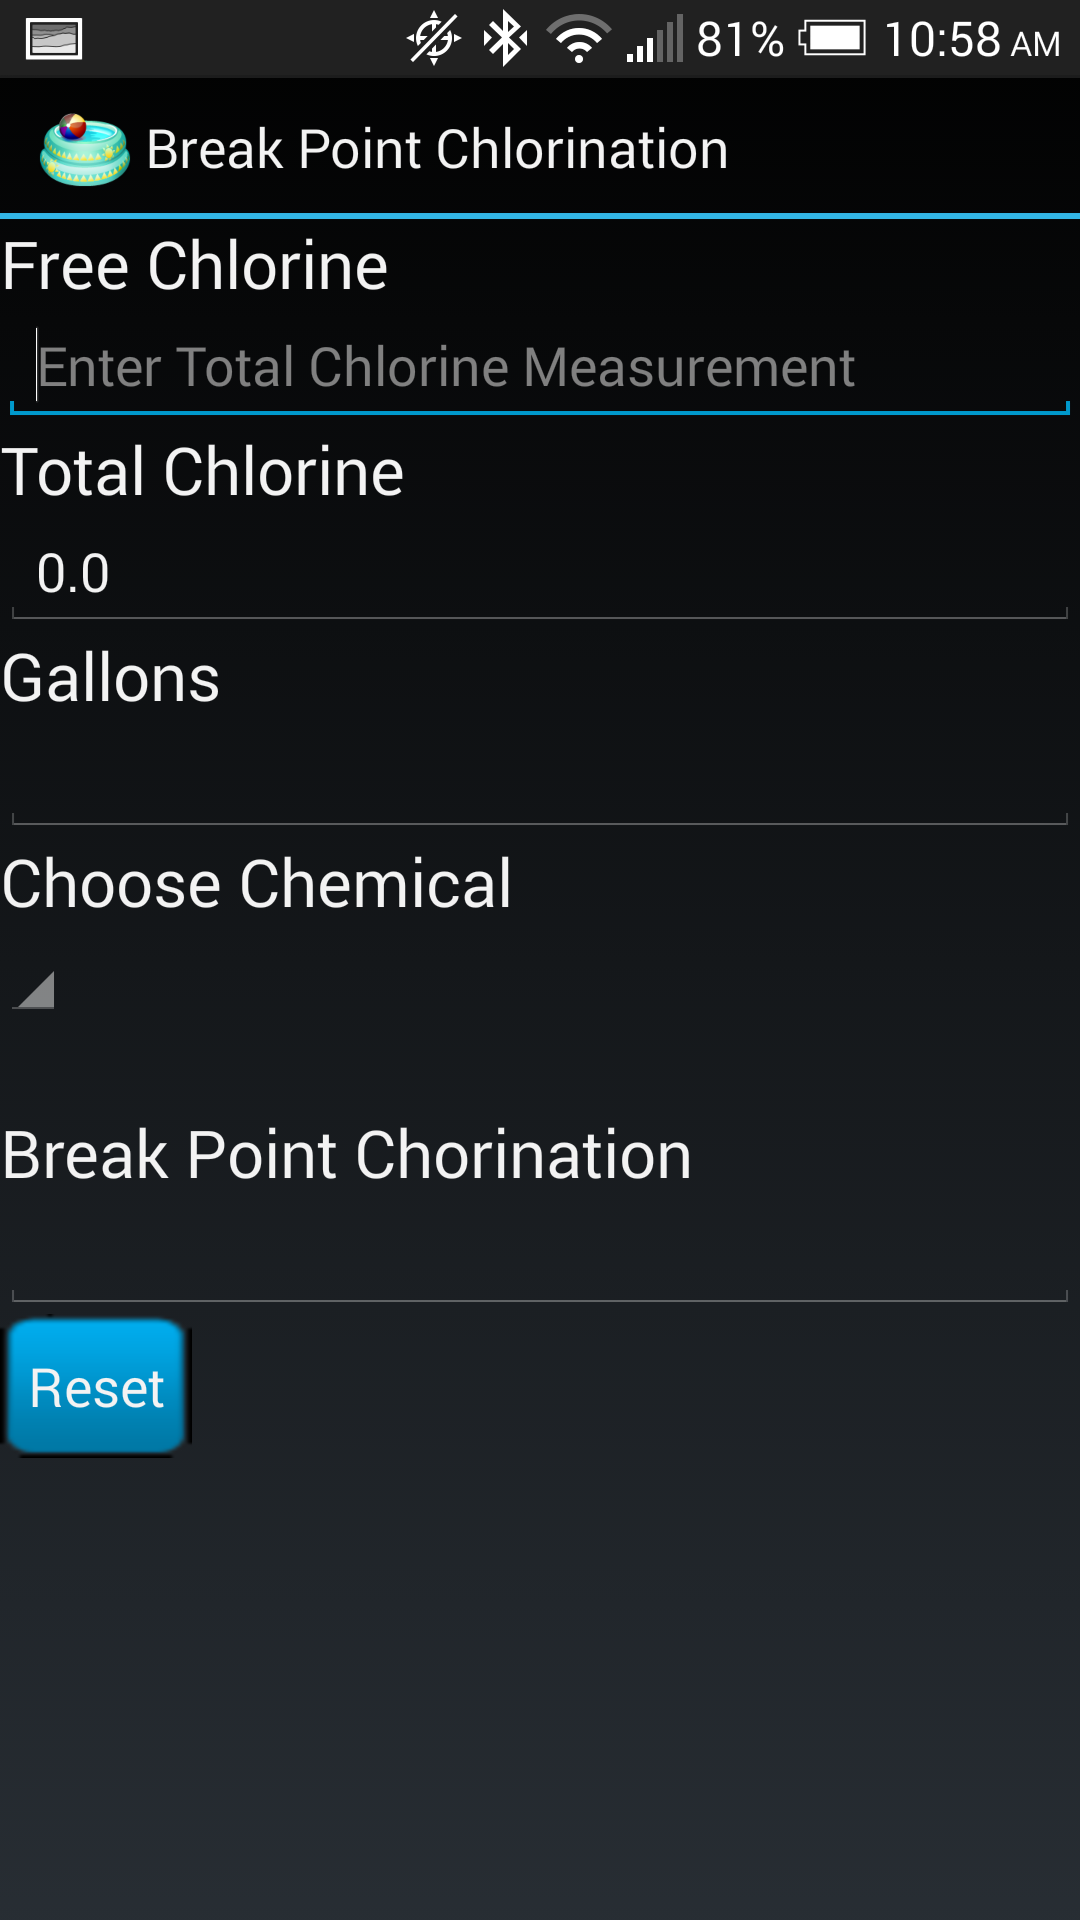 81% 10:58 AM
Break Point Chlorination
Free Chlorine
Enter Total Chlorine Measurement
Total Chlorine
0.0
Gallons
Choose Chemical
Break Point Chorination
Reset